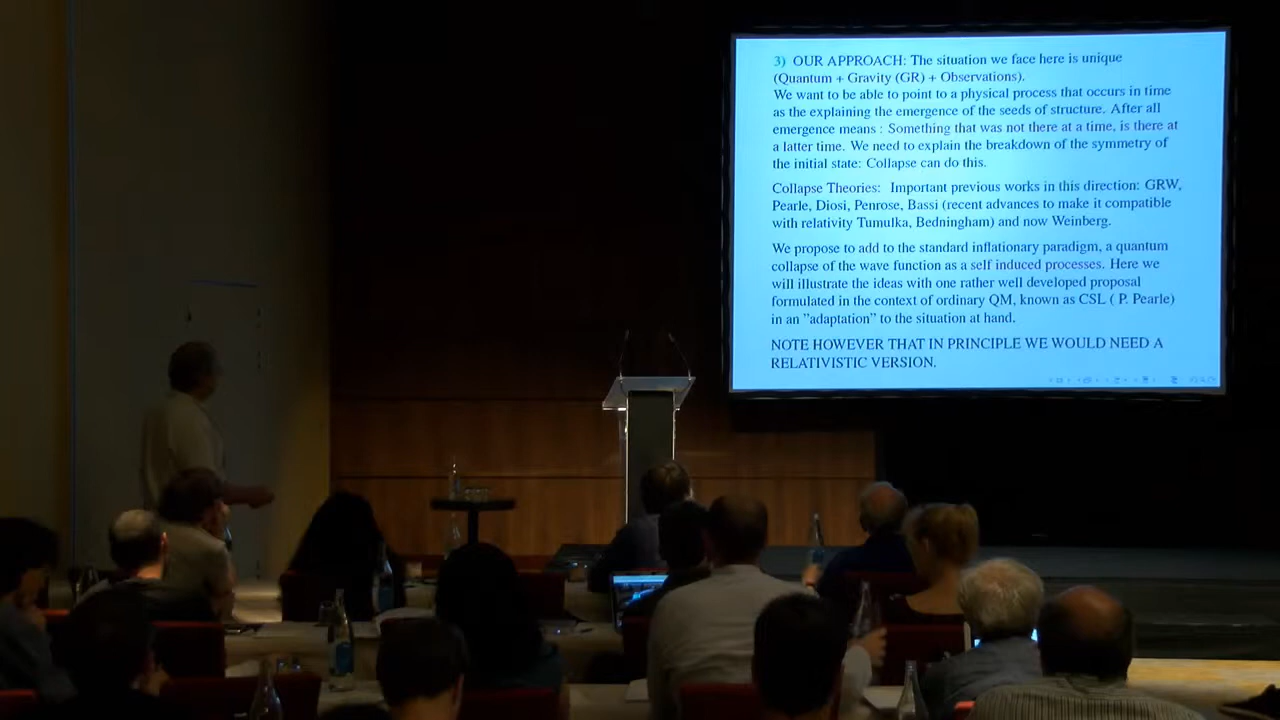 3) OUR APPROACH: The situation we face here is unique
(Quantum + Gravity (GR) + Observations).
We want to be able to point to a physical process that occurs in time
as the explaining the emergence of the seeds of structure. After all
emergence means : Something that was not there at a time, is there at
a latter time. We need to explain the breakdown of the symmetry of
the initial state: Collapse can do this.
Collapse Theories: Important previous works in this direction: GRW,
Pearle, Diosi, Penrose, Bassi (recent advances to make it compatible
with relativity Tumulka, Bedningham) and now Weinberg.
We propose to add to the standard inflationary paradigm, a quantum
collapse of the wave function as a self induced processes. Here we
will illustrate the ideas with one rather well developed proposal
formulated in the context of ordinary QM, known as CSL ( P. Pearle)
in an "adaptation" to the situation at hand.
NOTE HOWEVER THAT IN PRINCIPLE WE WOULD NEED A
RELATIVISTIC VERSION.